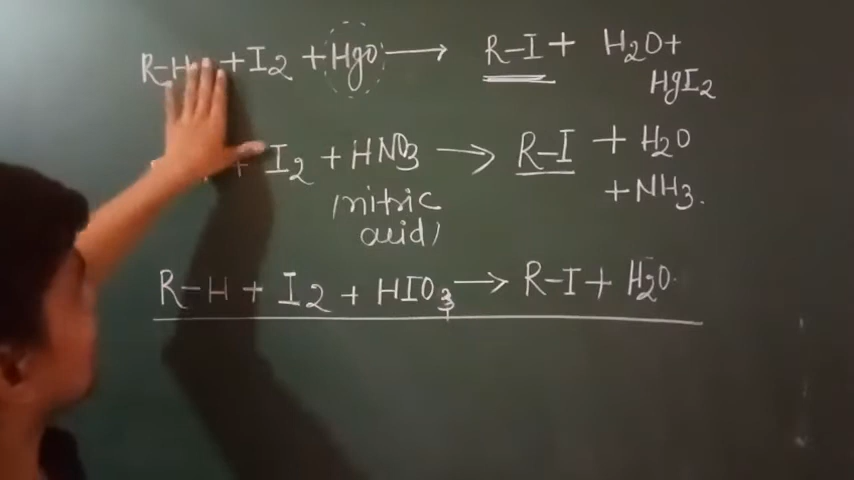 R-H +I2 +HgO → R-I+ H2O+
HgI2
+ I2 +HNO3 → R-I + H2O
(nitric +NH3.
acid)
R-H + I2 + HIO3 → R-I + H2O.